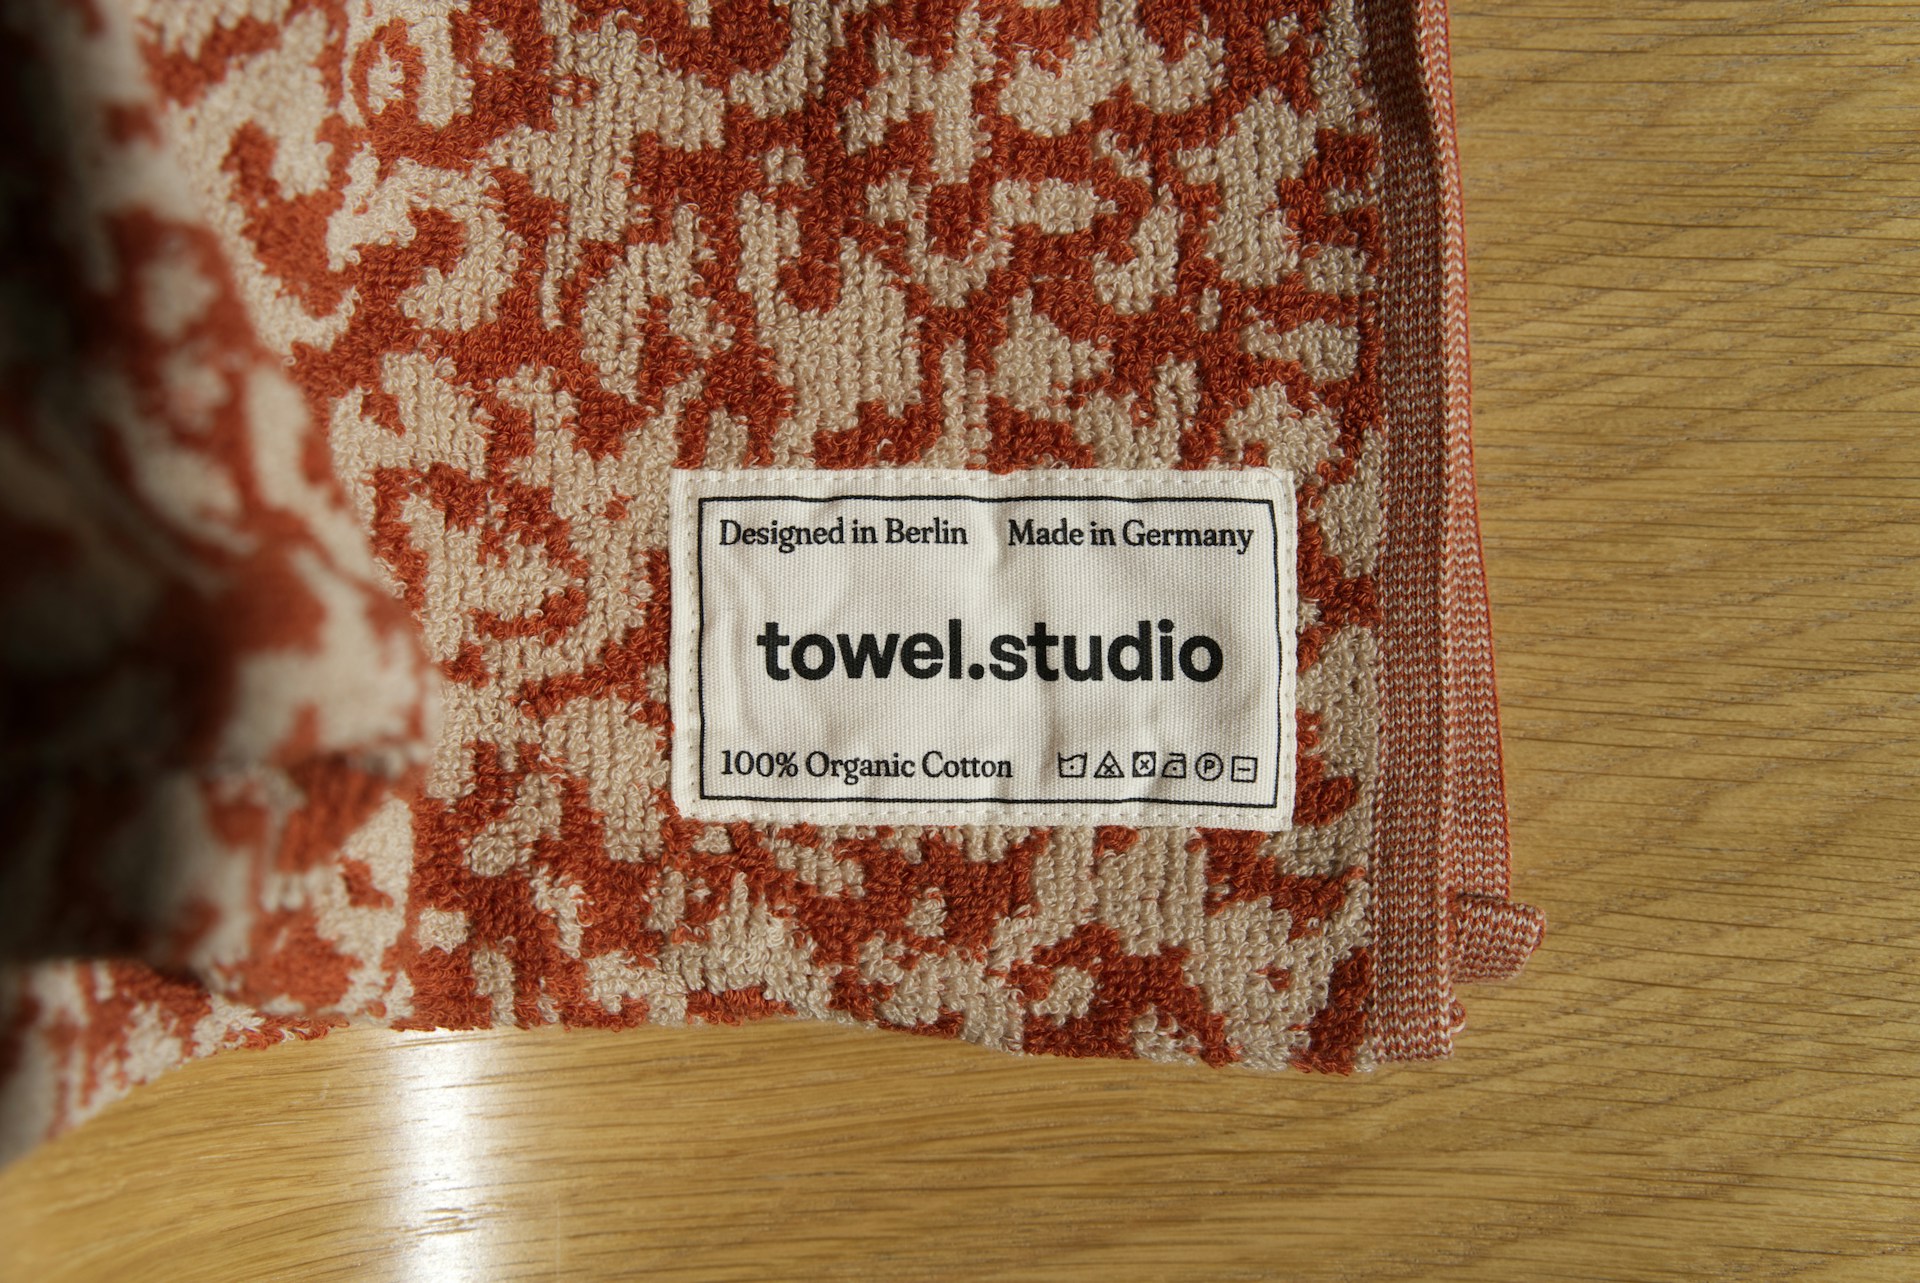 Designed in Berlin Made in Germany
towel.studio
100% Organic Cotton P